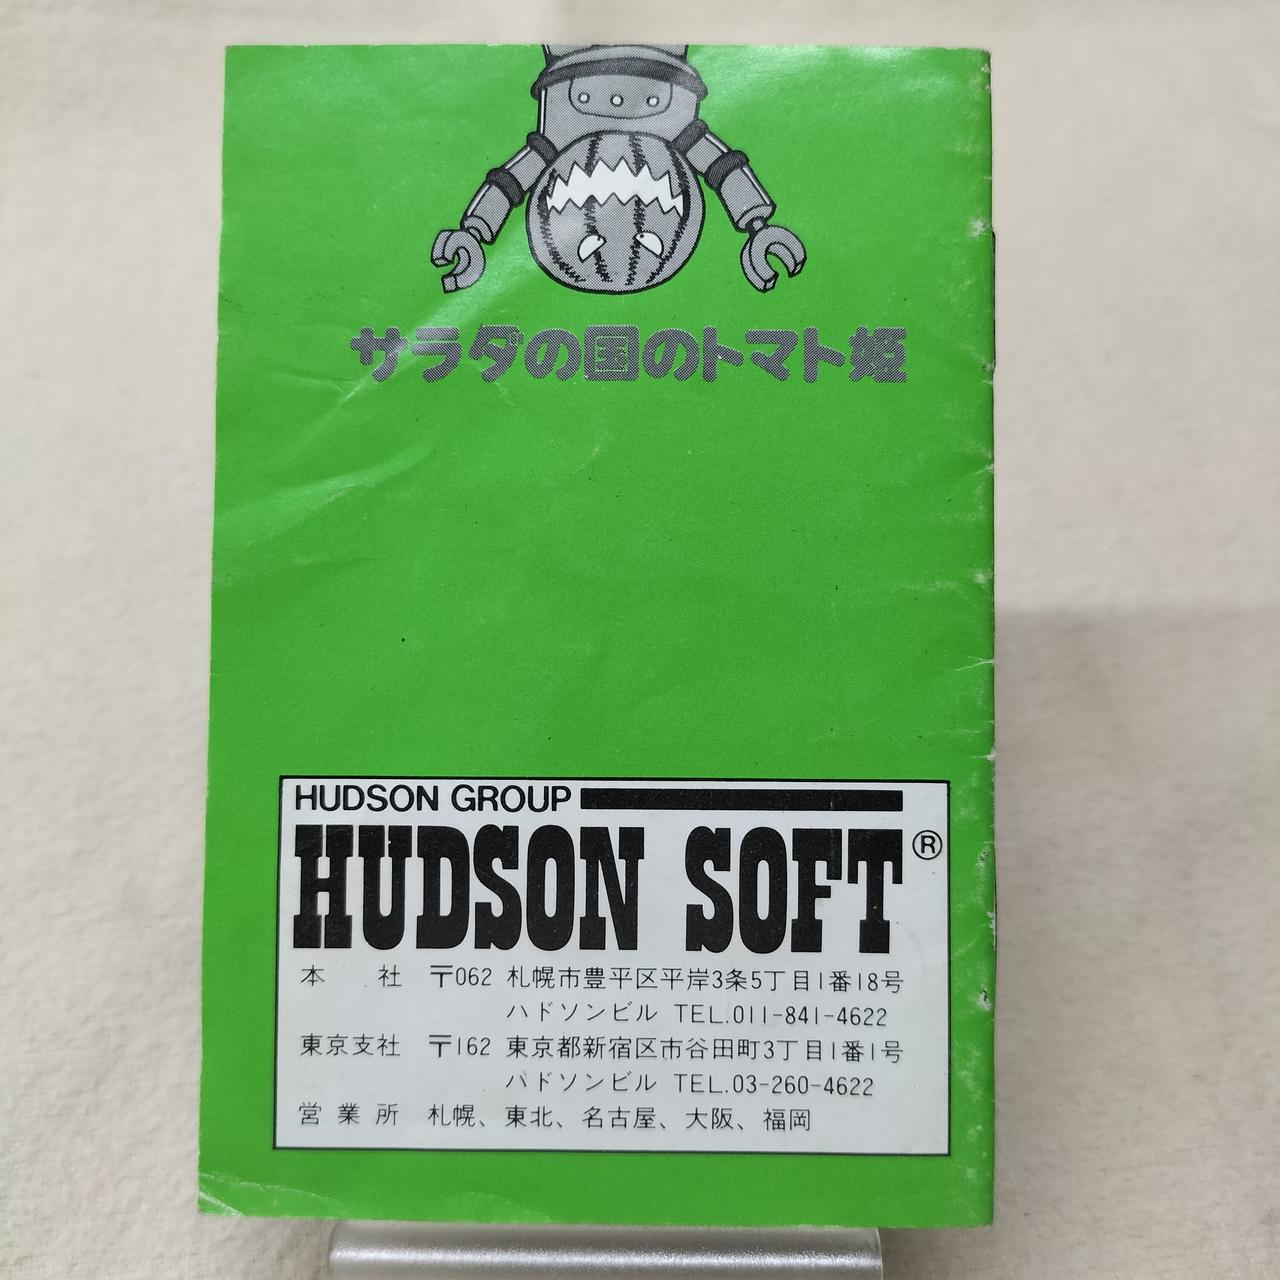 サラダの国のトマト姫
HUDSON GROUP
HUDSON SOFT®
本 社 〒062 札幌市豊平区平岸3条5丁目1番18号
ハドソンビル TEL.011-841-4622
東京支社 〒162 東京都新宿区市谷田町3丁目1番1号
ハドソンビル TEL.03-260-4622
営業所 札幌、東北、名古屋、大阪、福岡